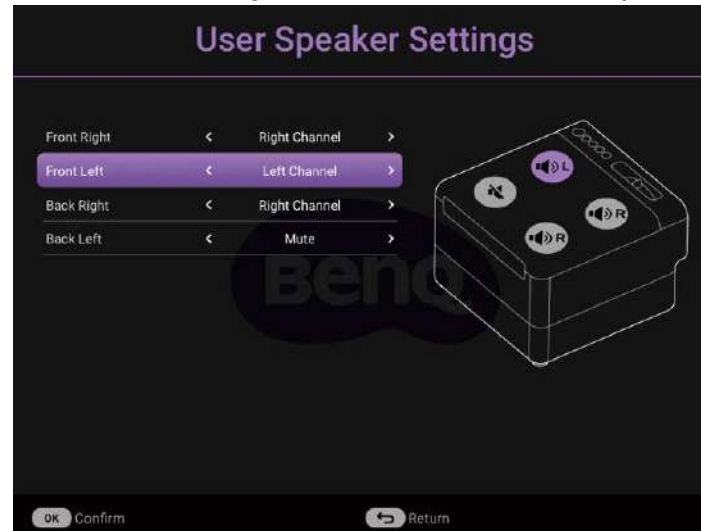 User Speaker Settings
Front Right < Right Channel >
Front Left < Left Channel >
Back Right < Right Channel >
Back Left < Mute >
L
R
R
BenQ
OK Confirm
Return